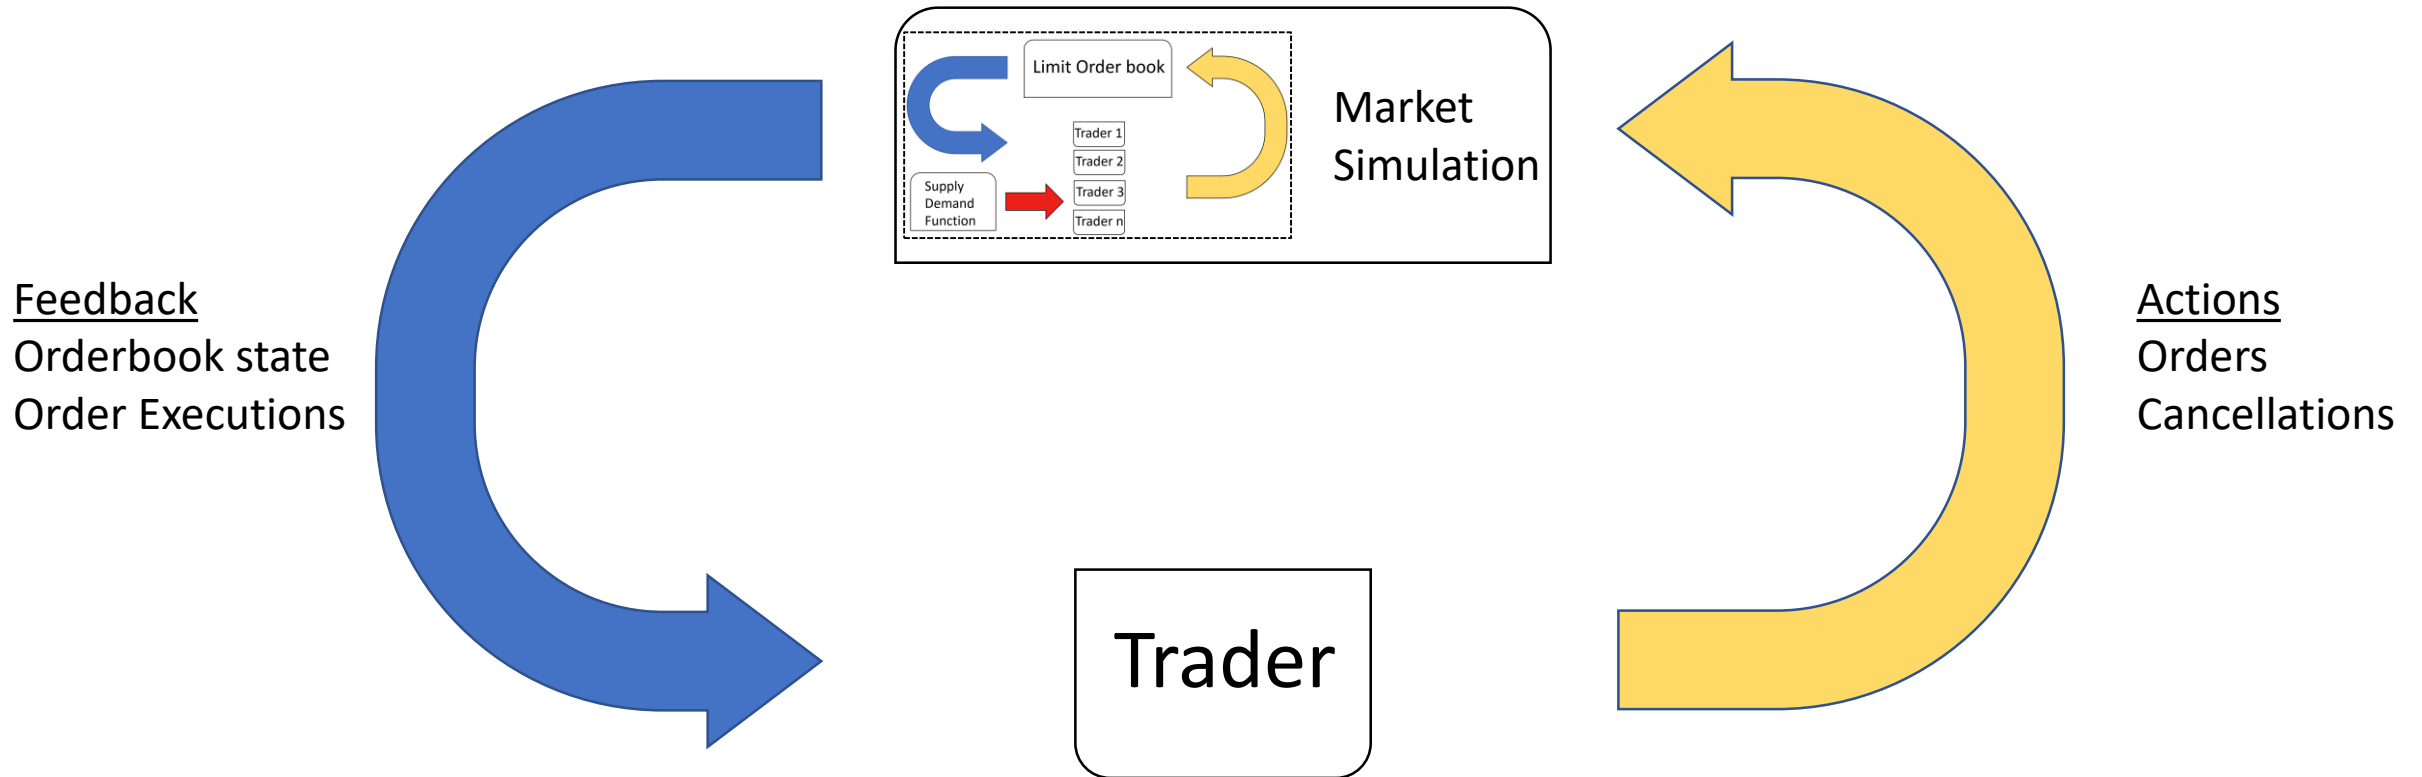 Limit Order book
Trader 1
Trader 2
Trader 3
Trader n
Supply
Demand
Function
Market
Simulation
Feedback
Orderbook state
Order Executions
Actions
Orders
Cancellations
Trader